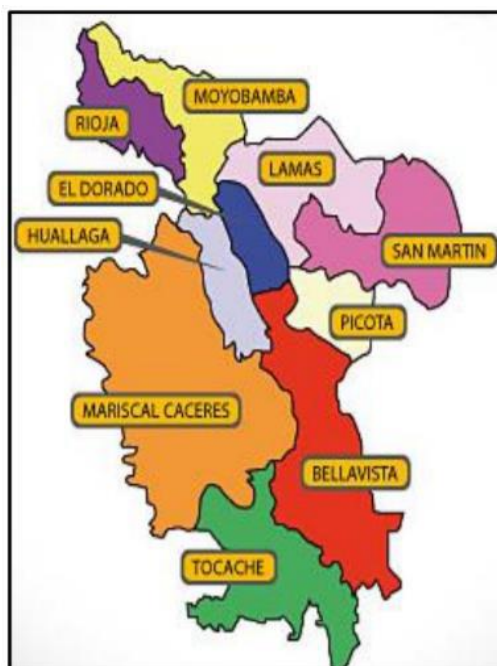 MOYOBAMBA
RIOJA
LAMAS
EL DORADO
HUALLAGA
SAN MARTIN
PICOTA
MARISCAL CACERES
BELLAVISTA
TOCACHE